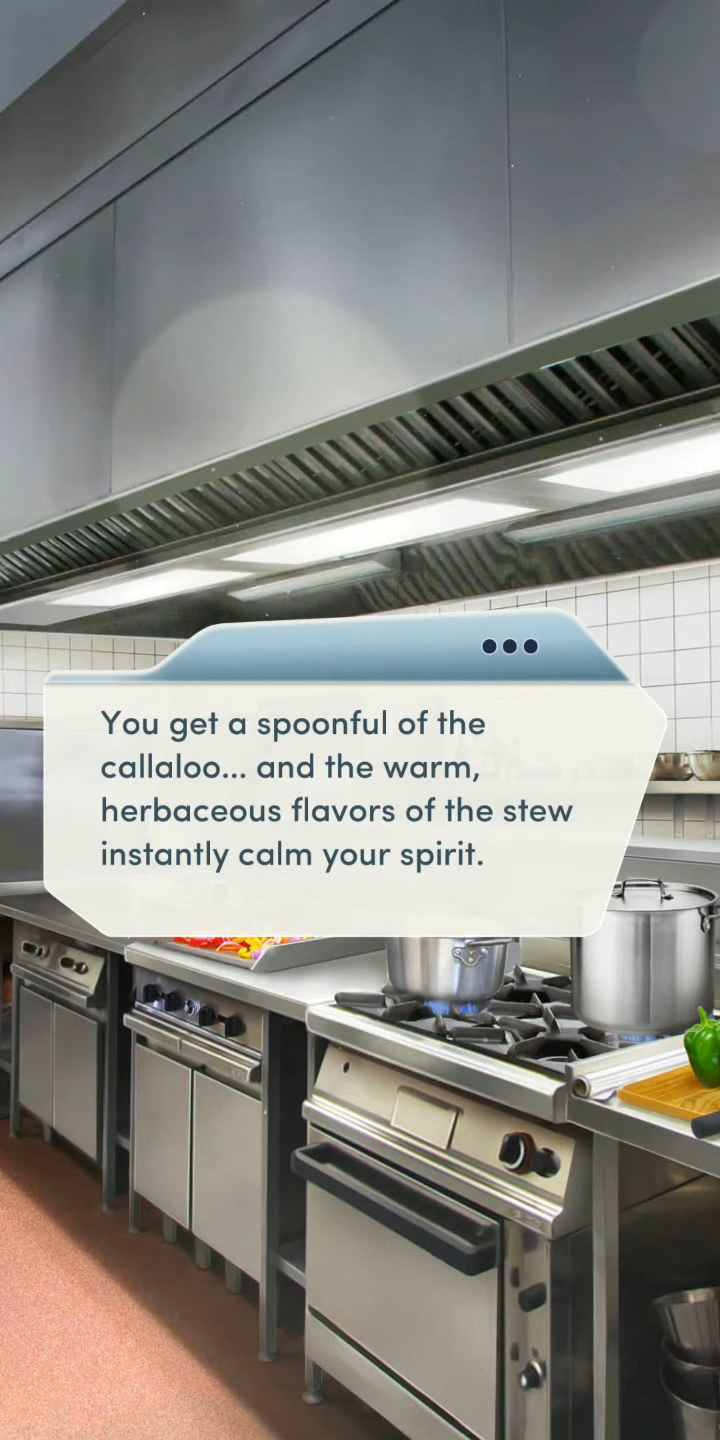 You get a spoonful of the
callaloo... and the warm,
herbaceous flavors of the stew
instantly calm your spirit.